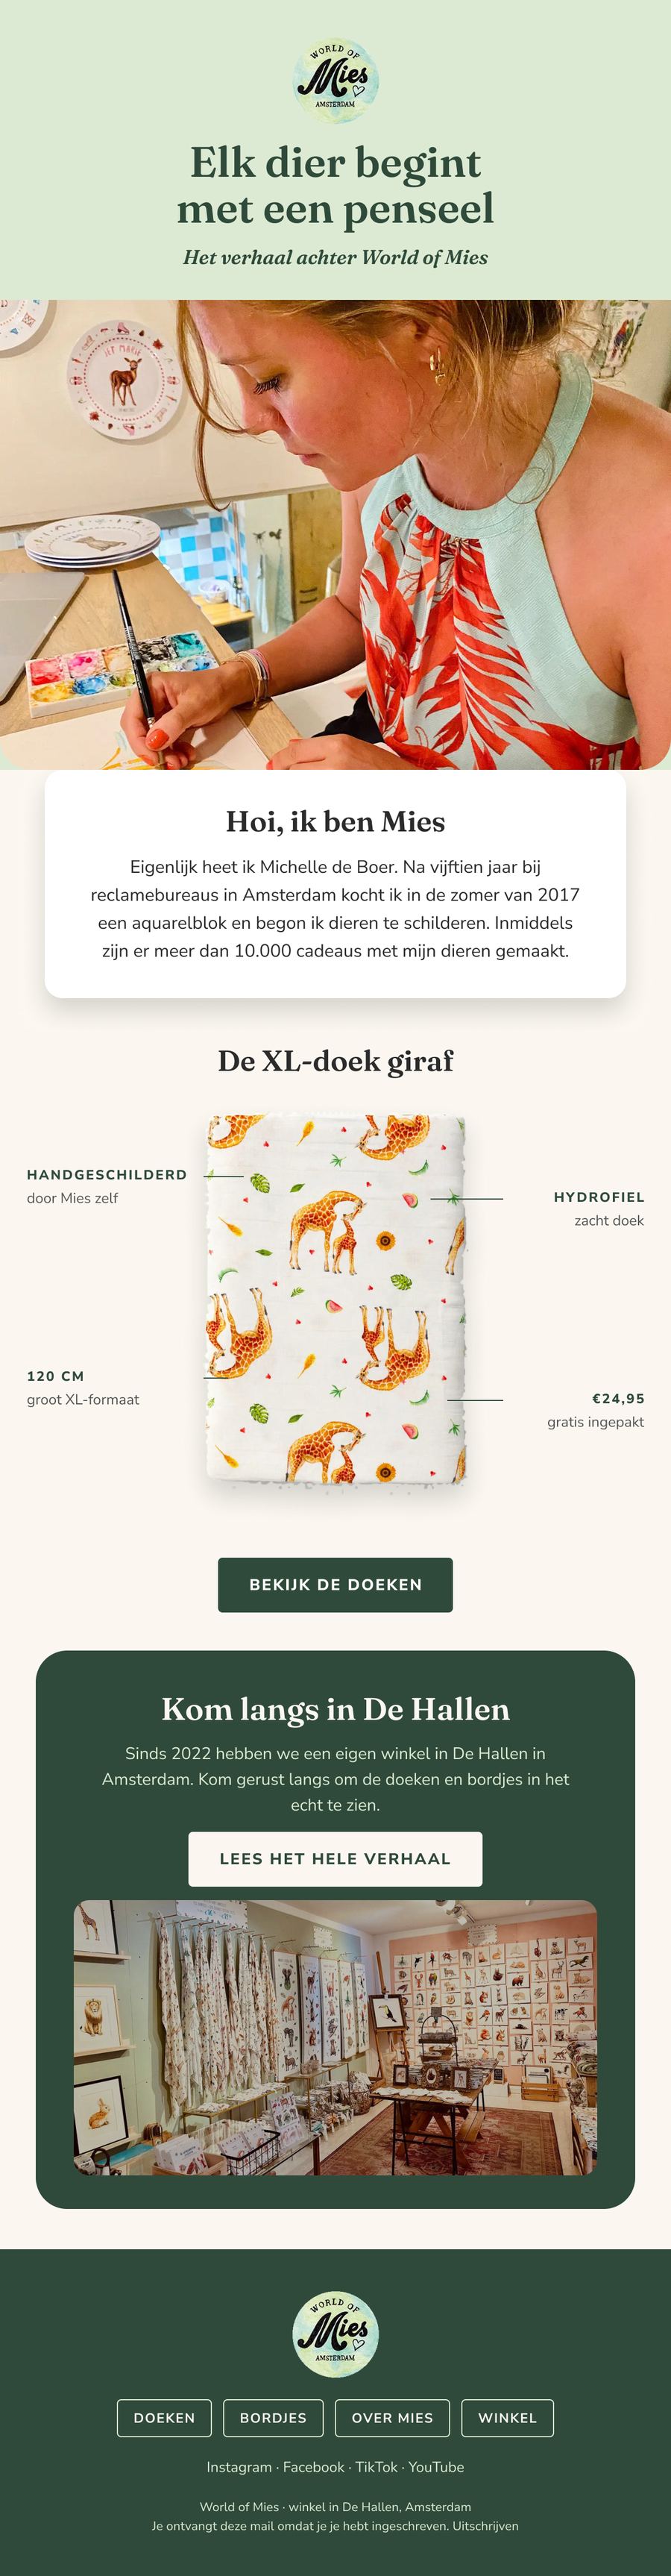 WORLD OF
Mies
AMSTERDAM
Elk dier begint
met een penseel
Het verhaal achter World of Mies
Hoi, ik ben Mies
Eigenlijk heet ik Michelle de Boer. Na vijftien jaar bij
reclamebureaus in Amsterdam kocht ik in de zomer van 2017
een aquarelblok en begon ik dieren te schilderen. Inmiddels
zijn er meer dan 10.000 cadeaus met mijn dieren gemaakt.
De XL-doek giraf
HANDGESCHILDERD
door Mies zelf
HYDROFIEL
zacht doek
120 CM
groot XL-formaat
€24,95
gratis ingepakt
BEKIJK DE DOEKEN
Kom langs in De Hallen
Sinds 2022 hebben we een eigen winkel in De Hallen in
Amsterdam. Kom gerust langs om de doeken en bordjes in het
echt te zien.
LEES HET HELE VERHAAL
WORLD OF
Mies
AMSTERDAM
DOEKEN
BORDJES
OVER MIES
WINKEL
Instagram · Facebook · TikTok · YouTube
World of Mies · winkel in De Hallen, Amsterdam
Je ontvangt deze mail omdat je je hebt ingeschreven. Uitschrijven